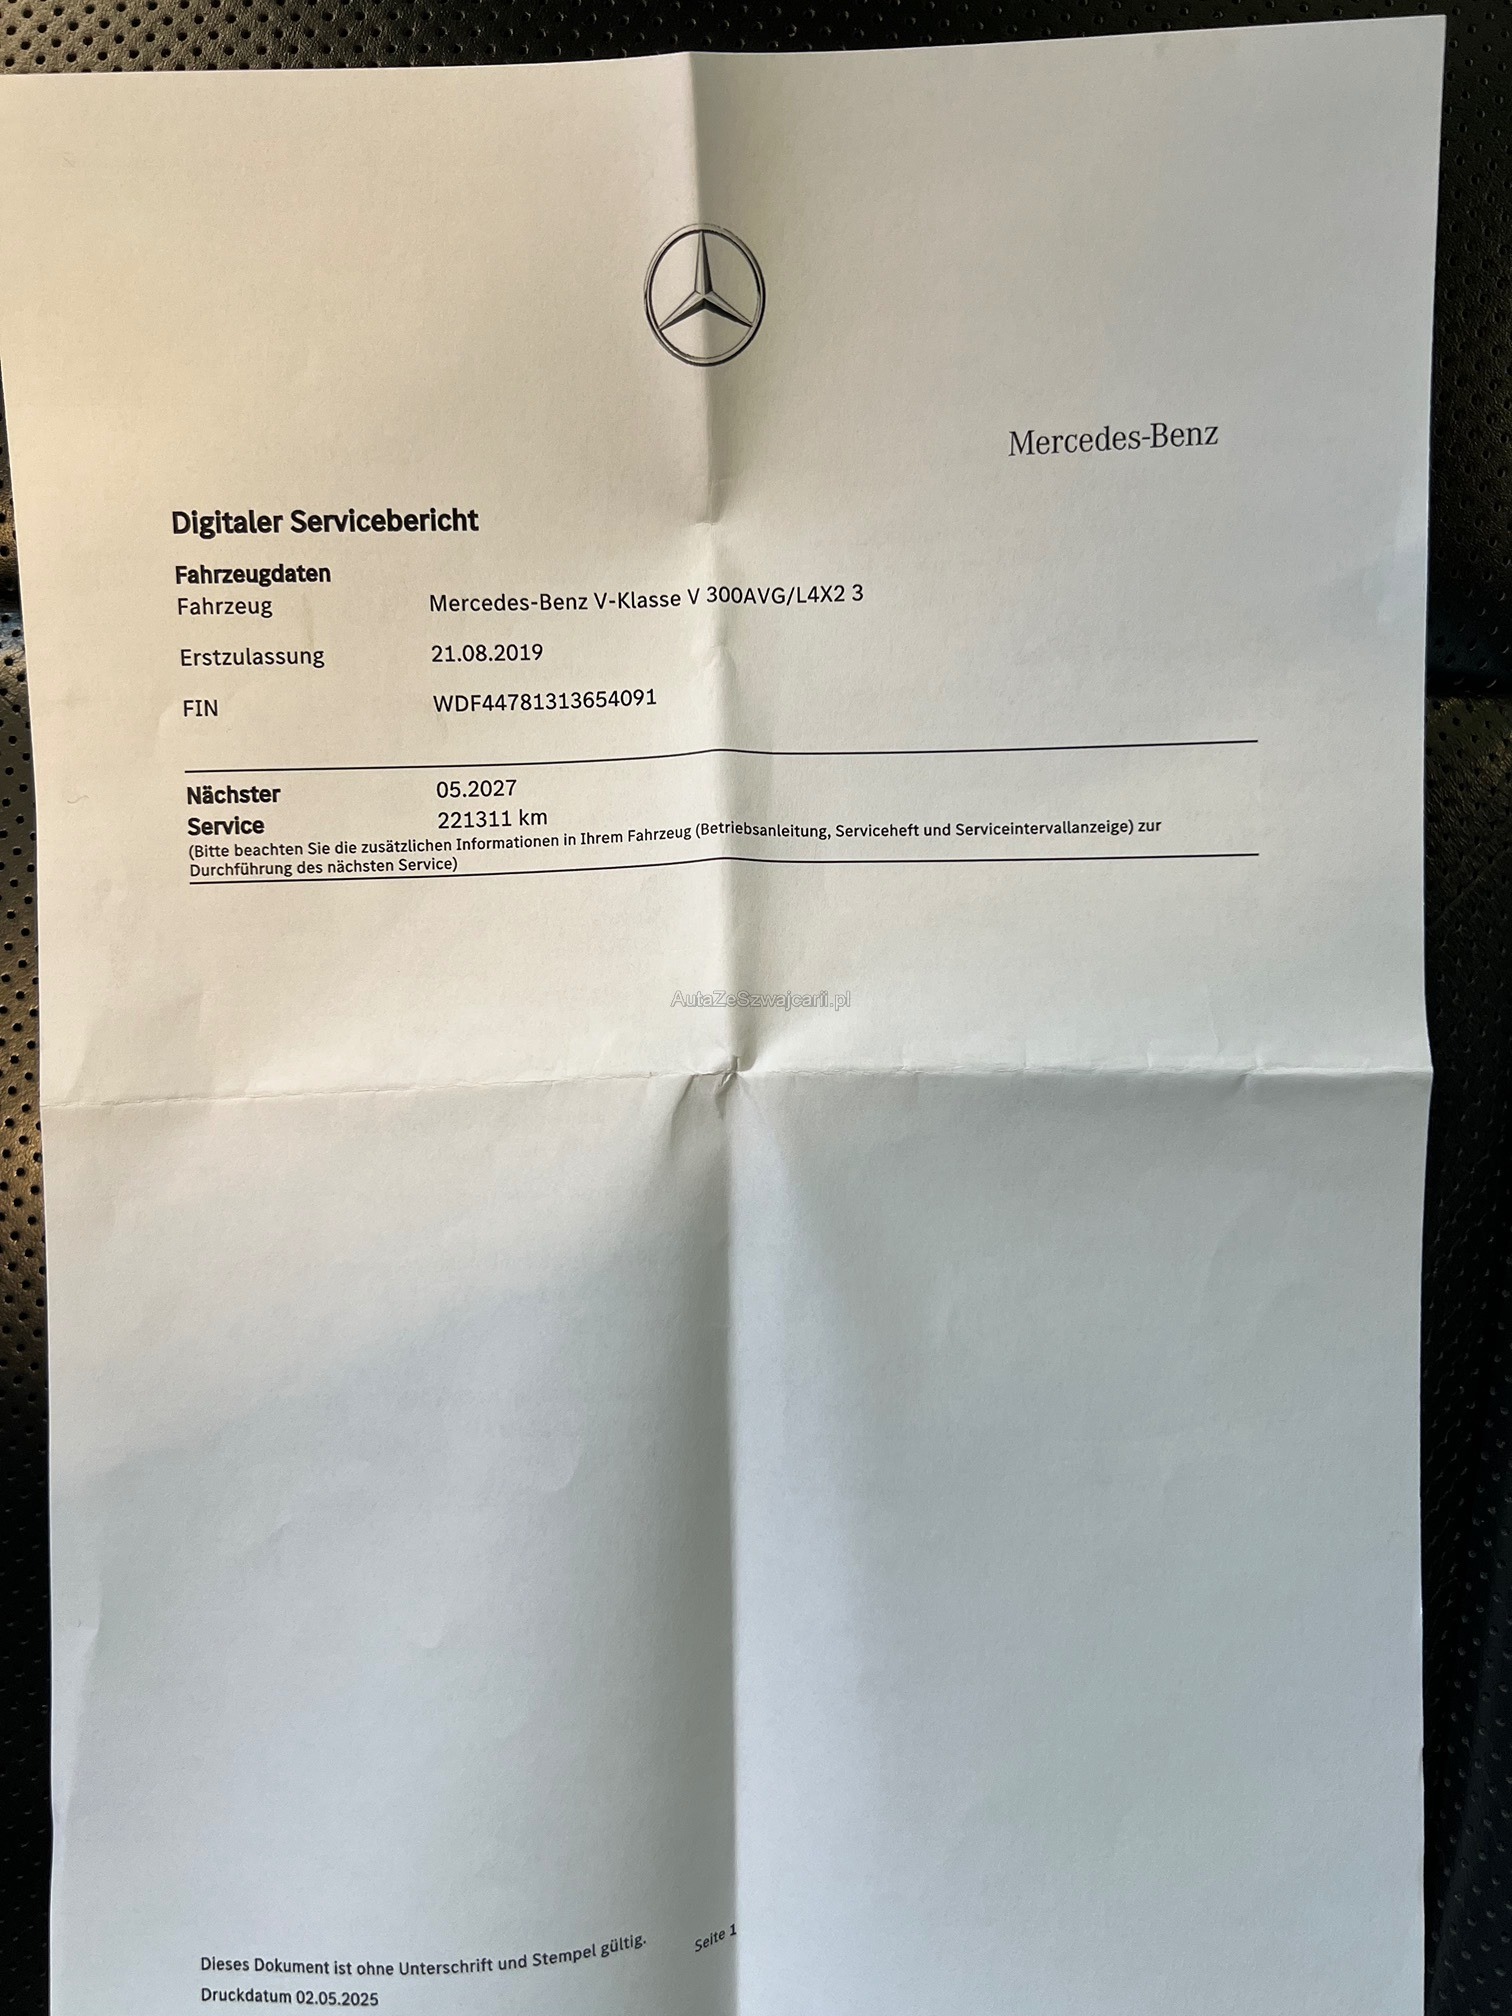 Mercedes-Benz
Digitaler Servicebericht
Fahrzeugdaten
Fahrzeug Mercedes-Benz V-Klasse V 300AVG/L4X2 3
Erstzulassung 21.08.2019
FIN WDF44781313654091
Nächster 05.2027
Service 221311 km
(Bitte beachten Sie die zusätzlichen Informationen in Ihrem Fahrzeug (Betriebsanleitung, Serviceheft und Serviceintervallanzeige) zur
Durchführung des nächsten Service)
AutaZeSzwajcarii.pl
Dieses Dokument ist ohne Unterschrift und Stempel gültig. Seite 1
Druckdatum 02.05.2025